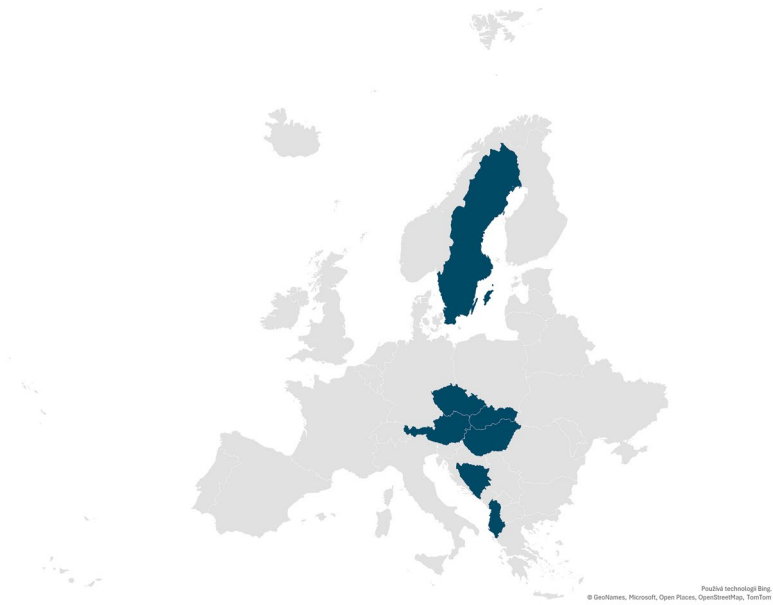 Používá technologii Bing.
© GeoNames, Microsoft, Open Places, OpenStreetMap, TomTom